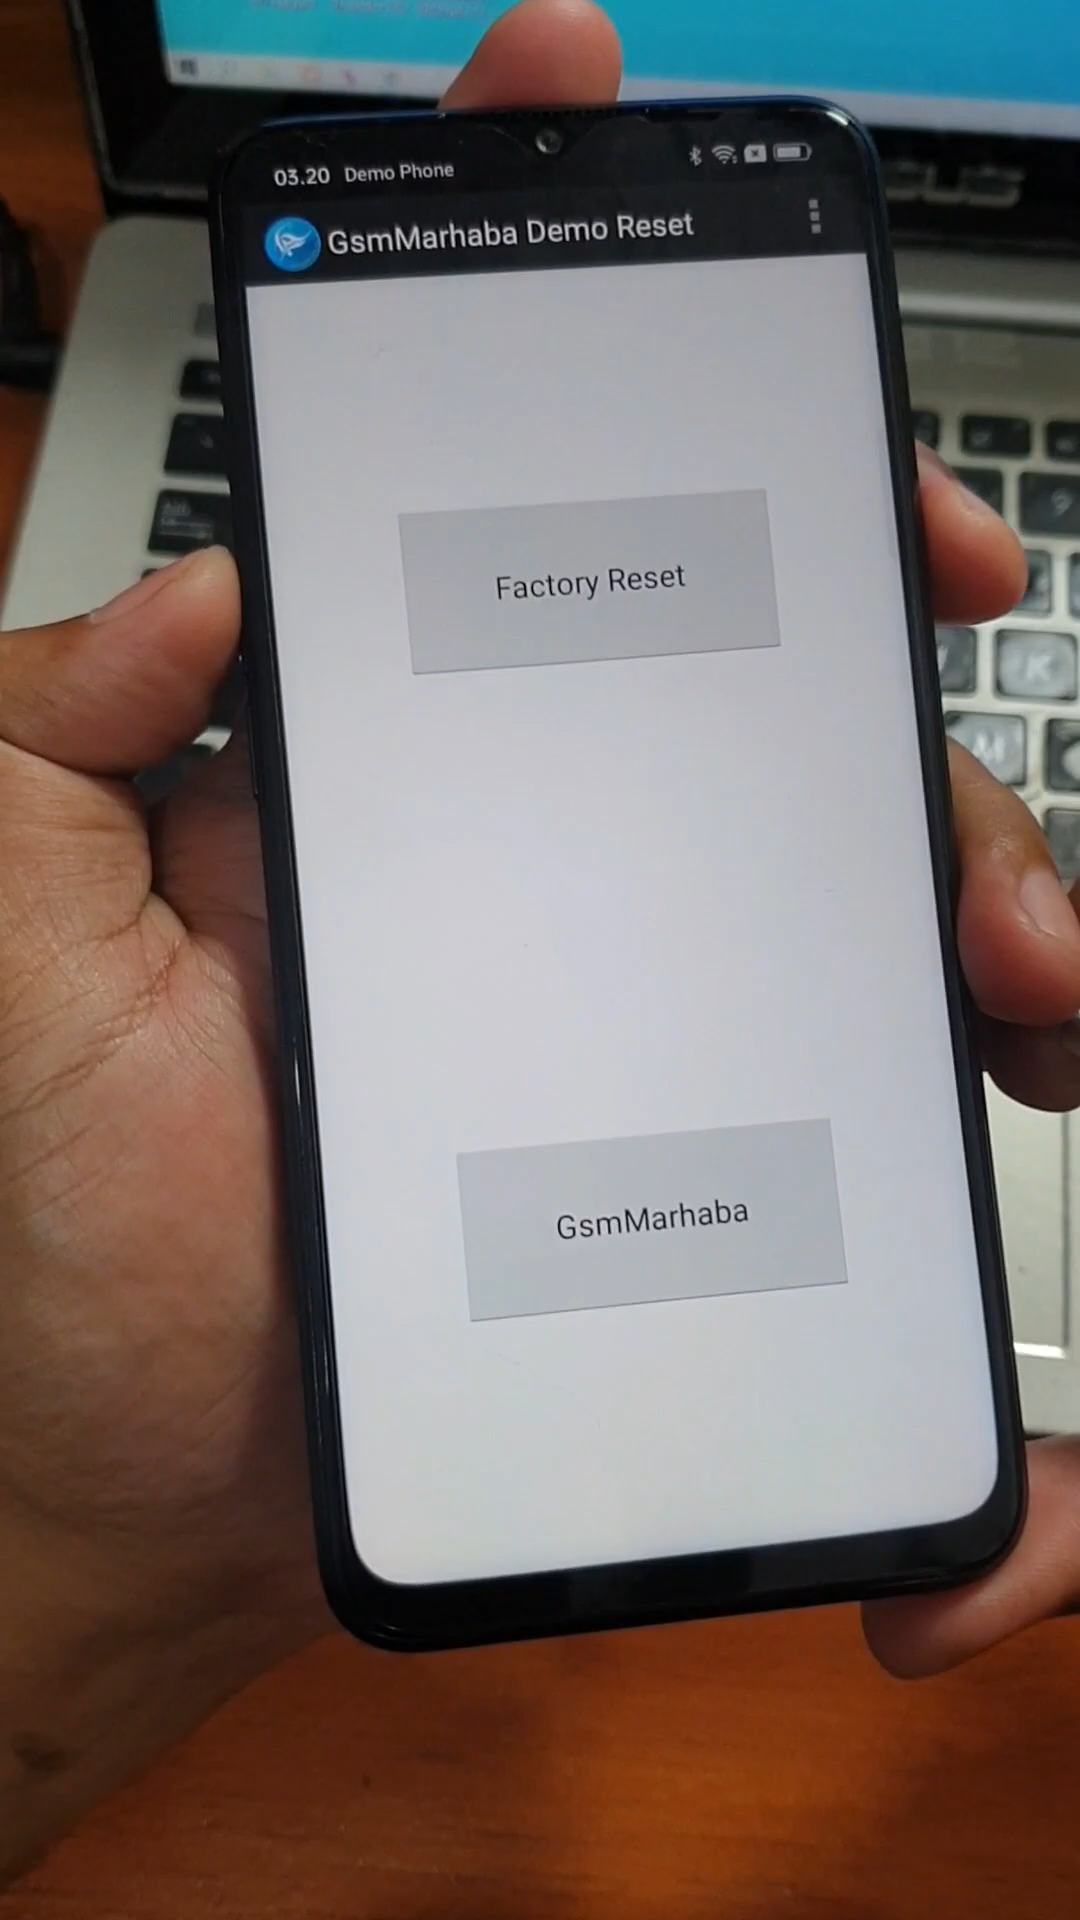 03.20 Demo Phone
GsmMarhaba Demo Reset
Factory Reset
GsmMarhaba
K
M